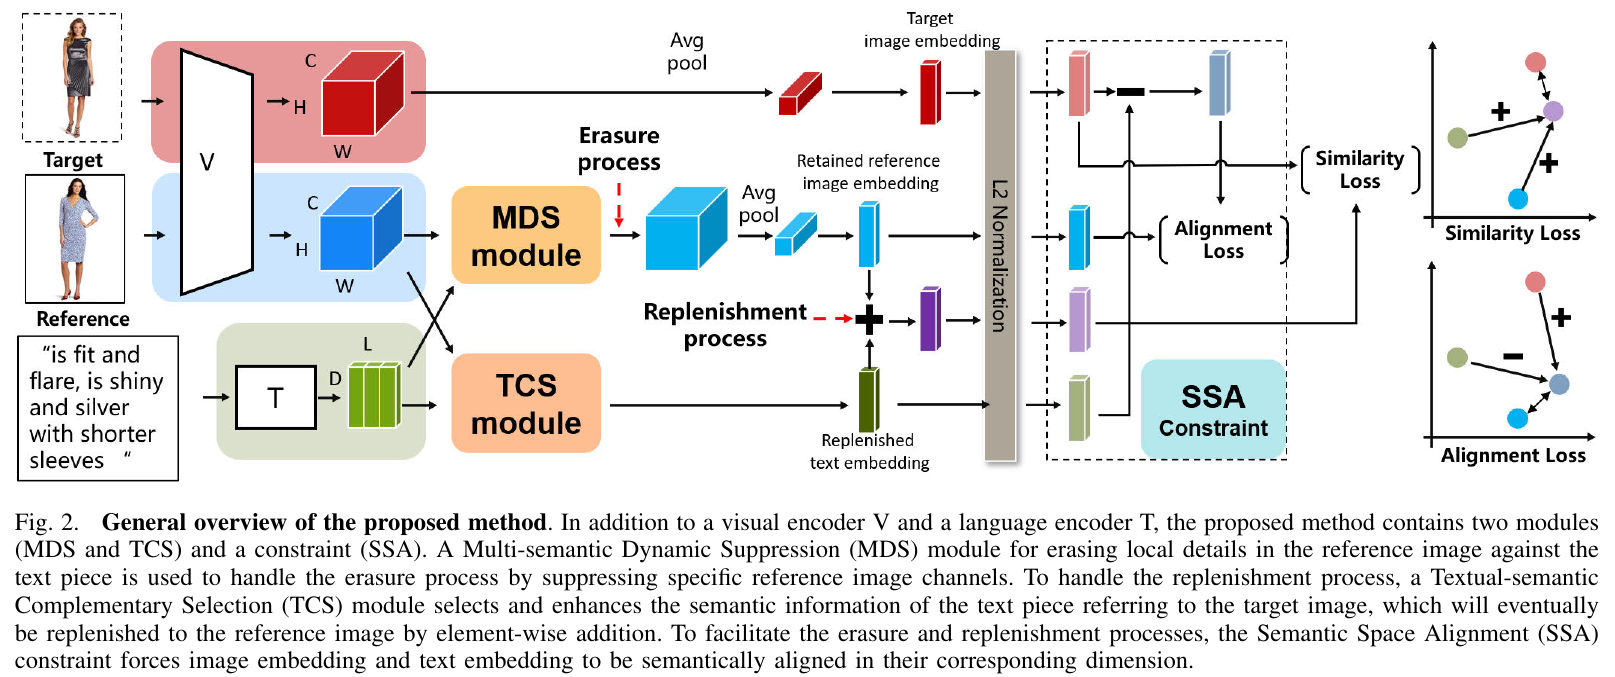 Target
Reference
“is fit and
flare, is shiny
and silver
with shorter
sleeves “
V
C
H
W
C
H
W
T
D
L
MDS
module
TCS
module
Erasure
process
Replenishment
process
Avg
pool
Avg
pool
Target
image embedding
Retained reference
image embedding
Replenished
text embedding
L2 Normalization
Similarity
Loss
Alignment
Loss
SSA
Constraint
Similarity Loss
Alignment Loss
Fig. 2. General overview of the proposed method. In addition to a visual encoder V and a language encoder T, the proposed method contains two modules
(MDS and TCS) and a constraint (SSA). A Multi-semantic Dynamic Suppression (MDS) module for erasing local details in the reference image against the
text piece is used to handle the erasure process by suppressing specific reference image channels. To handle the replenishment process, a Textual-semantic
Complementary Selection (TCS) module selects and enhances the semantic information of the text piece referring to the target image, which will eventually
be replenished to the reference image by element-wise addition. To facilitate the erasure and replenishment processes, the Semantic Space Alignment (SSA)
constraint forces image embedding and text embedding to be semantically aligned in their corresponding dimension.